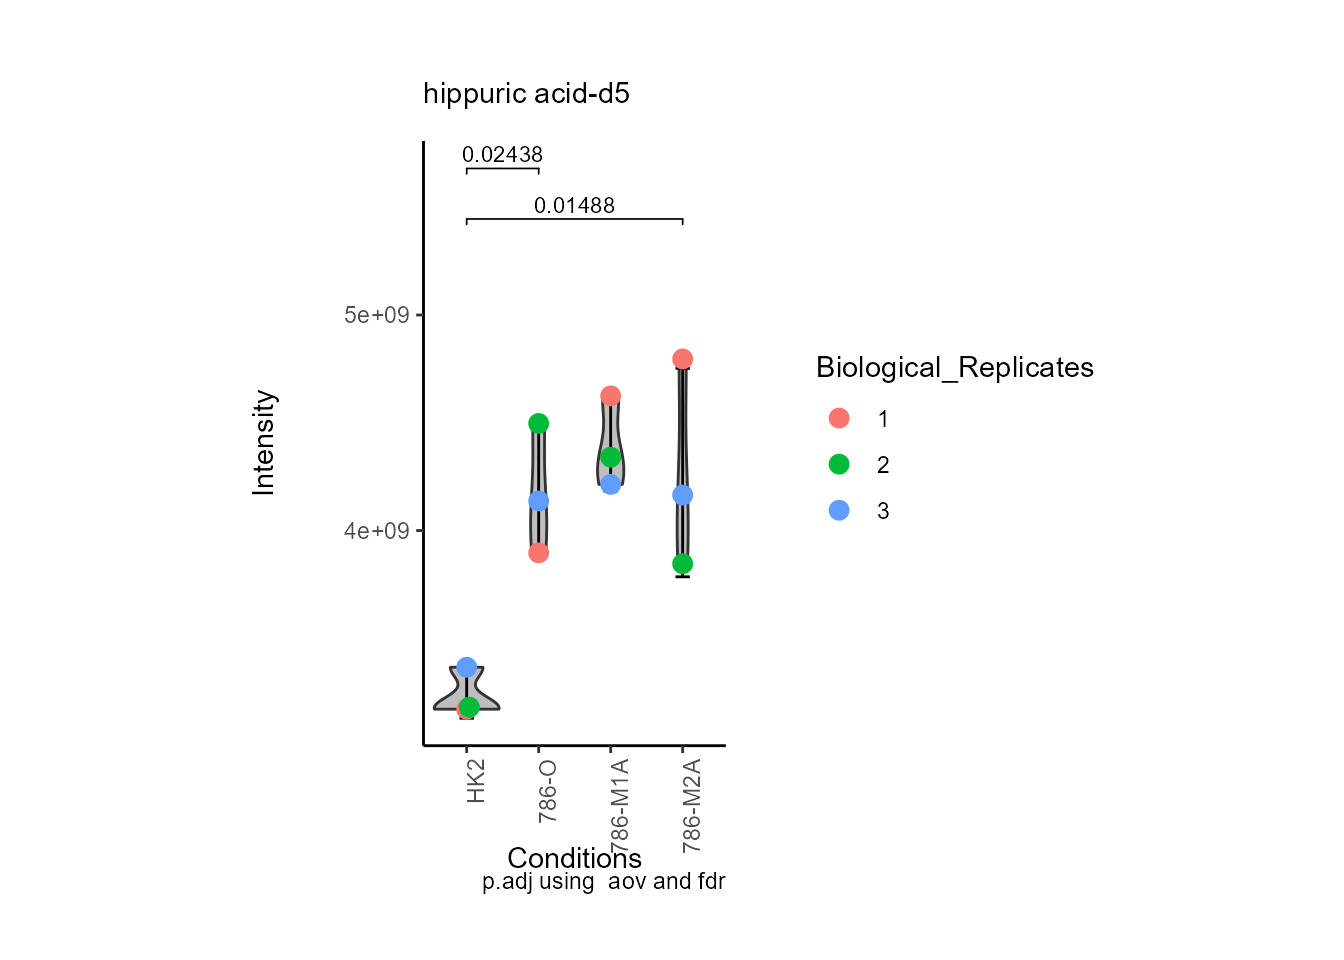 hippuric acid-d5
0.02438
0.01488
5e+09
4e+09
Intensity
HK2
786-O
786-M1A
786-M2A
Conditions
p.adj using  aov and fdr
Biological_Replicates
1
2
3